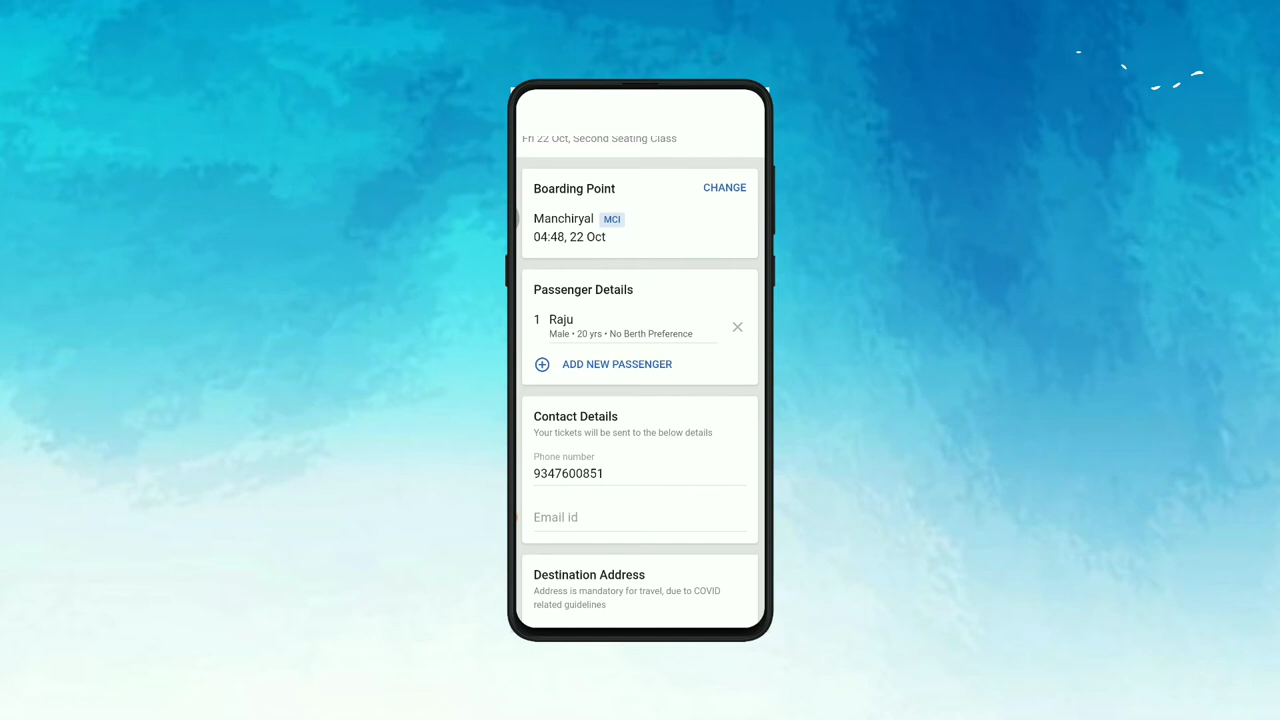 Fri 22 Oct, Second Seating Class
Boarding Point
CHANGE
Manchiryal MCI
04:48, 22 Oct
Passenger Details
1 Raju
Male • 20 yrs • No Berth Preference
ADD NEW PASSENGER
Contact Details
Your tickets will be sent to the below details
Phone number
9347600851
Email id
Destination Address
Address is mandatory for travel, due to COVID
related guidelines